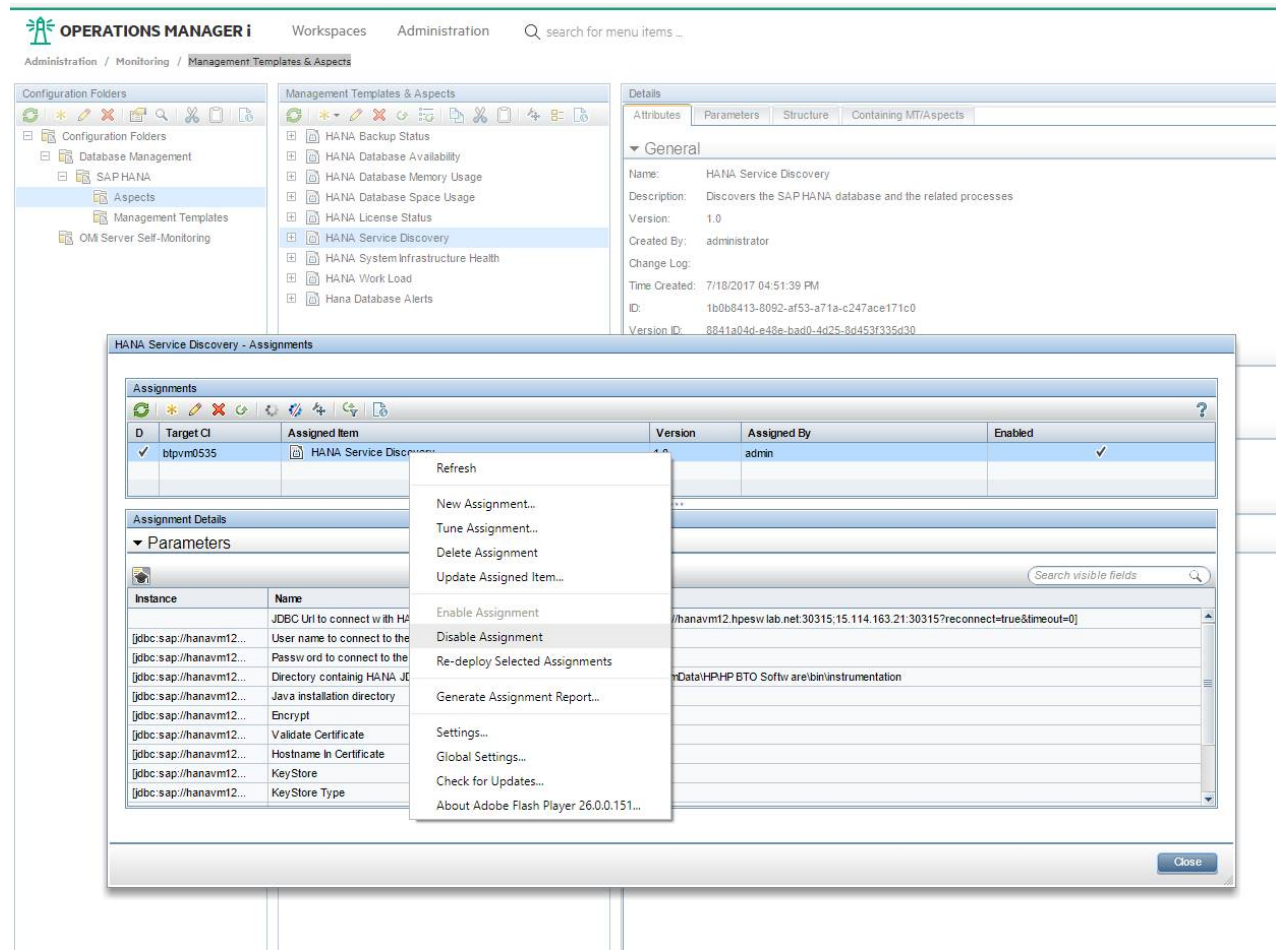 OPERATIONS MANAGER i Workspaces Administration search for menu items ...
Administration / Monitoring / Management Templates & Aspects
Configuration Folders
Configuration Folders
Database Management
SAP HANA
Aspects
Management Templates
OMi Server Self-Monitoring
Management Templates & Aspects
HANA Backup Status
HANA Database Availability
HANA Database Memory Usage
HANA Database Space Usage
HANA License Status
HANA Service Discovery
HANA System Infrastructure Health
HANA Work Load
Hana Database Alerts
Details
Attributes Parameters Structure Containing MT/Aspects
General
Name: HANA Service Discovery
Description: Discovers the SAP HANA database and the related processes
Version: 1.0
Created By: administrator
Change Log:
Time Created: 7/18/2017 04:51:39 PM
ID: 1b0b8413-8092-af53-a71a-c247ace171c0
Version ID: 8841a04d-e48e-bad0-4d25-8d453f335d30
HANA Service Discovery - Assignments
Assignments
?
D Target CI Assigned Item Version Assigned By Enabled
btpvm0535 HANA Service Discovery 1.0 admin
Assignment Details
Parameters
Search visible fields
Instance Name
JDBC Url to connect with HA //hanavm12.hpeswlab.net:30315;15.114.163.21:30315?reconnect=true&timeout=0]
[jdbc:sap://hanavm12... User name to connect to the
[jdbc:sap://hanavm12... Password to connect to the
[jdbc:sap://hanavm12... Directory containig HANA JD mData\HP\HP BTO Software\bin\instrumentation
[jdbc:sap://hanavm12... Java installation directory
[jdbc:sap://hanavm12... Encrypt
[jdbc:sap://hanavm12... Validate Certificate
[jdbc:sap://hanavm12... Hostname In Certificate
[jdbc:sap://hanavm12... KeyStore
[jdbc:sap://hanavm12... KeyStore Type
Refresh
New Assignment...
Tune Assignment...
Delete Assignment
Update Assigned Item...
Enable Assignment
Disable Assignment
Re-deploy Selected Assignments
Generate Assignment Report...
Settings...
Global Settings...
Check for Updates...
About Adobe Flash Player 26.0.0.151...
Close